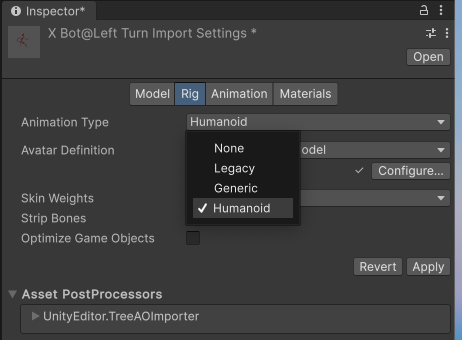 Inspector*
X Bot@Left Turn Import Settings *
Open
Model Rig Animation Materials
Animation Type Humanoid
None
Avatar Definition odel
Legacy
Configure...
Generic
Skin Weights
Humanoid
Strip Bones
Optimize Game Objects
Revert Apply
Asset PostProcessors
UnityEditor.TreeAOImporter